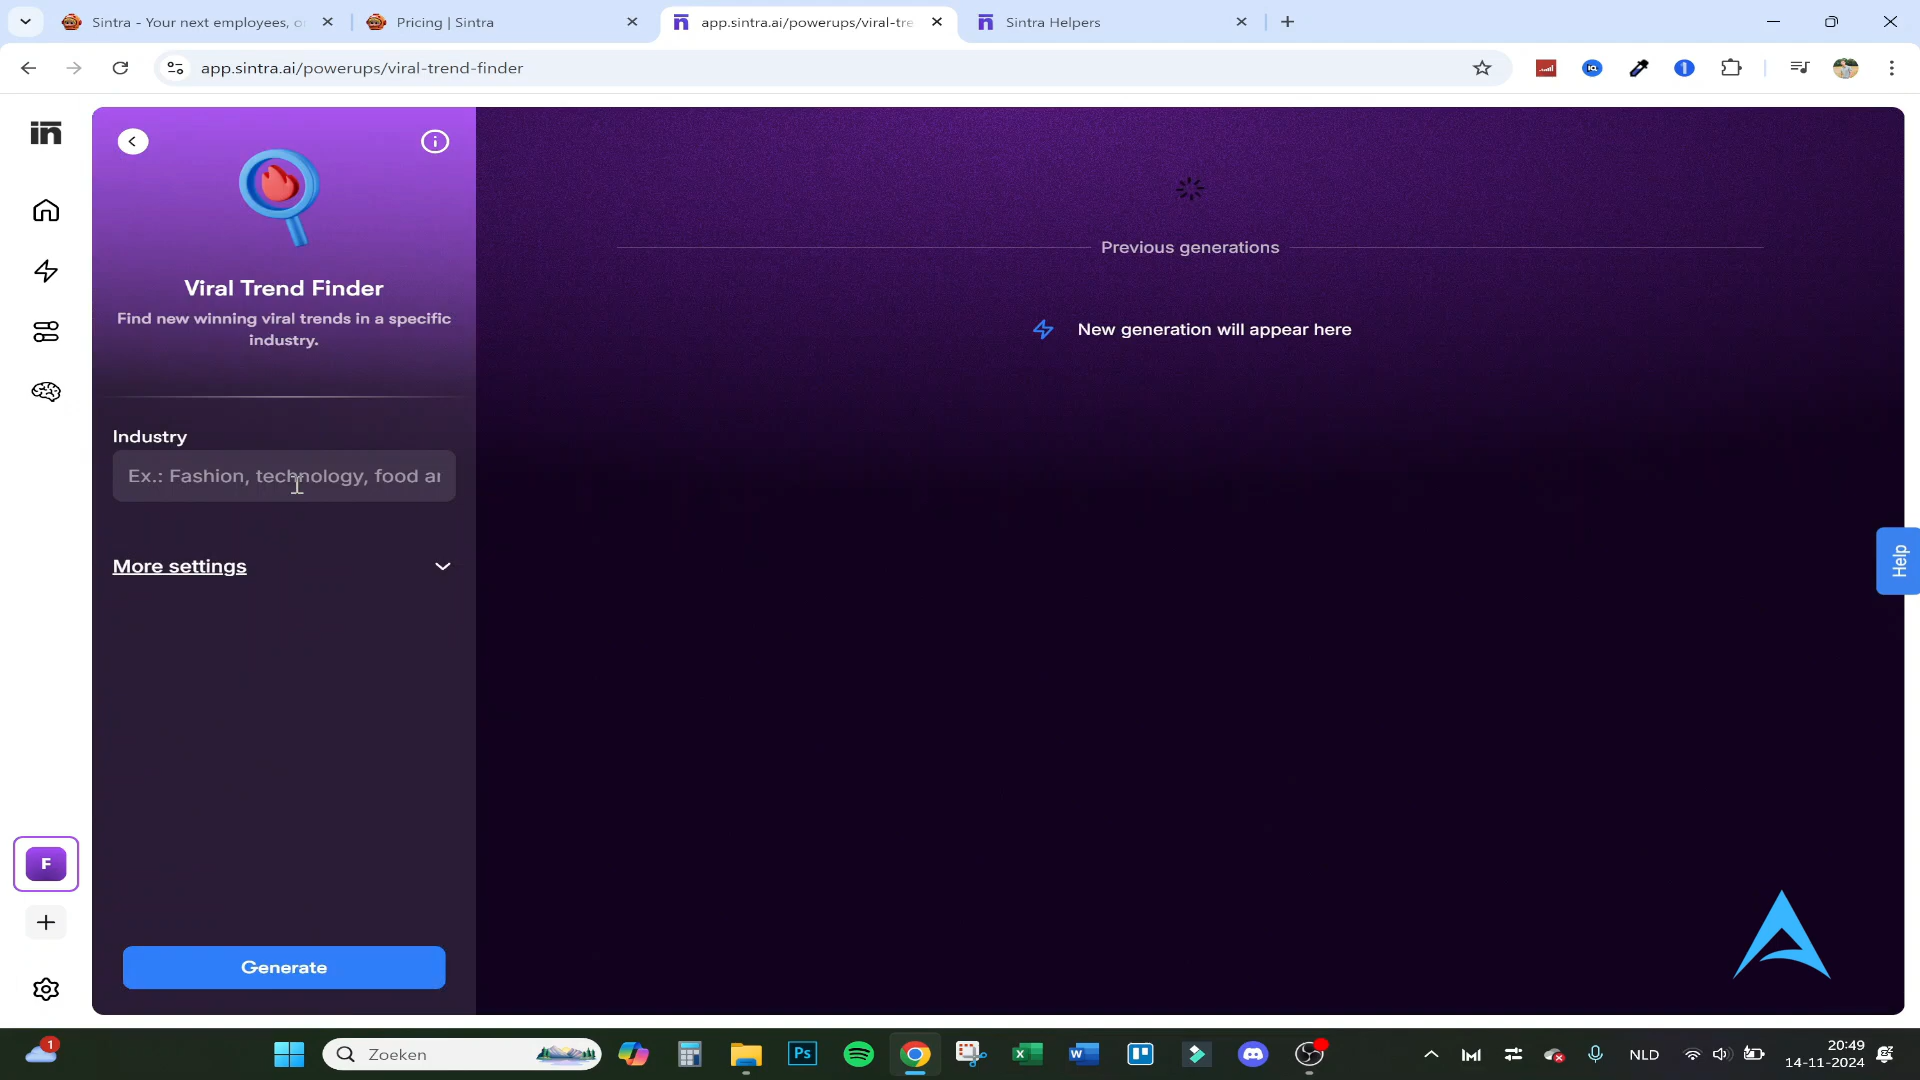 Sintra - Your next employees, o
Pricing | Sintra
app.sintra.ai/powerups/viral-tre
Sintra Helpers
app.sintra.ai/powerups/viral-trend-finder
Viral Trend Finder
Find new winning viral trends in a specific
industry.
Previous generations
New generation will appear here
Industry
Ex.: Fashion, technology, food ar
More settings
Help
F
Generate
1
Zoeken
Ps
NLD
20:49
14-11-2024